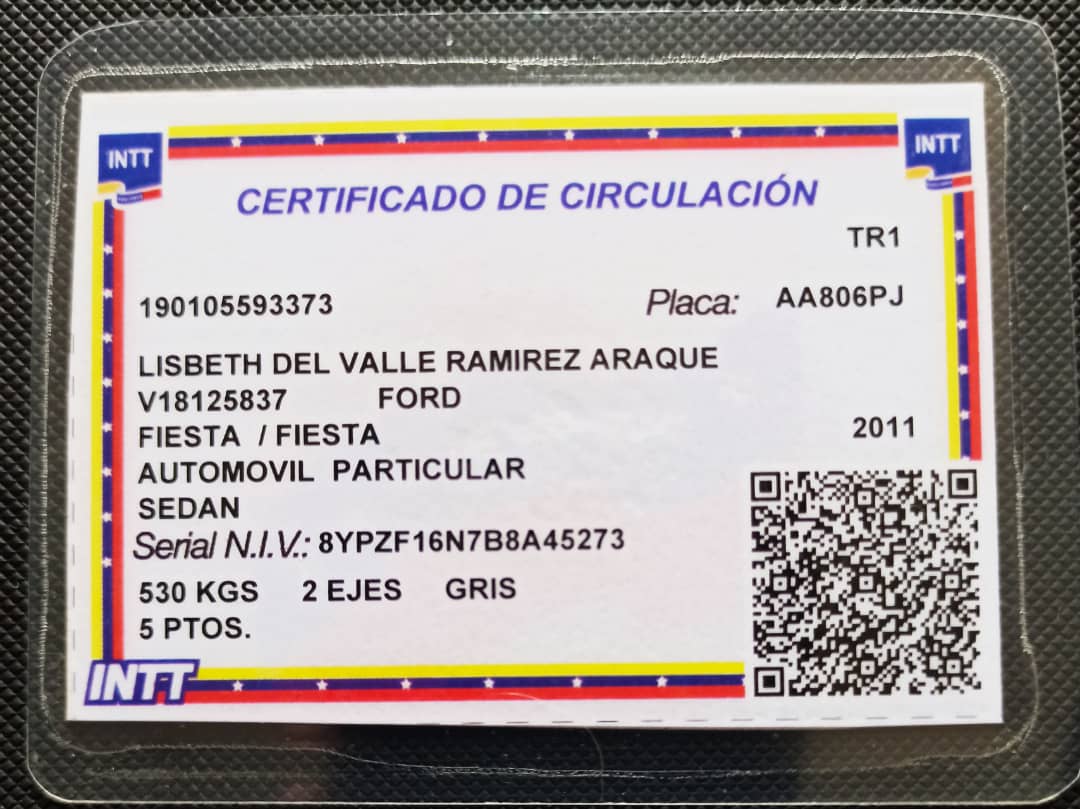 INTT
INTT
CERTIFICADO DE CIRCULACIÓN
TR1
190105593373 Placa: AA806PJ
LISBETH DEL VALLE RAMIREZ ARAQUE
V18125837 FORD
FIESTA / FIESTA 2011
AUTOMOVIL PARTICULAR
SEDAN
Serial N.I.V.: 8YPZF16N7B8A45273
530 KGS 2 EJES GRIS
5 PTOS.
INTT